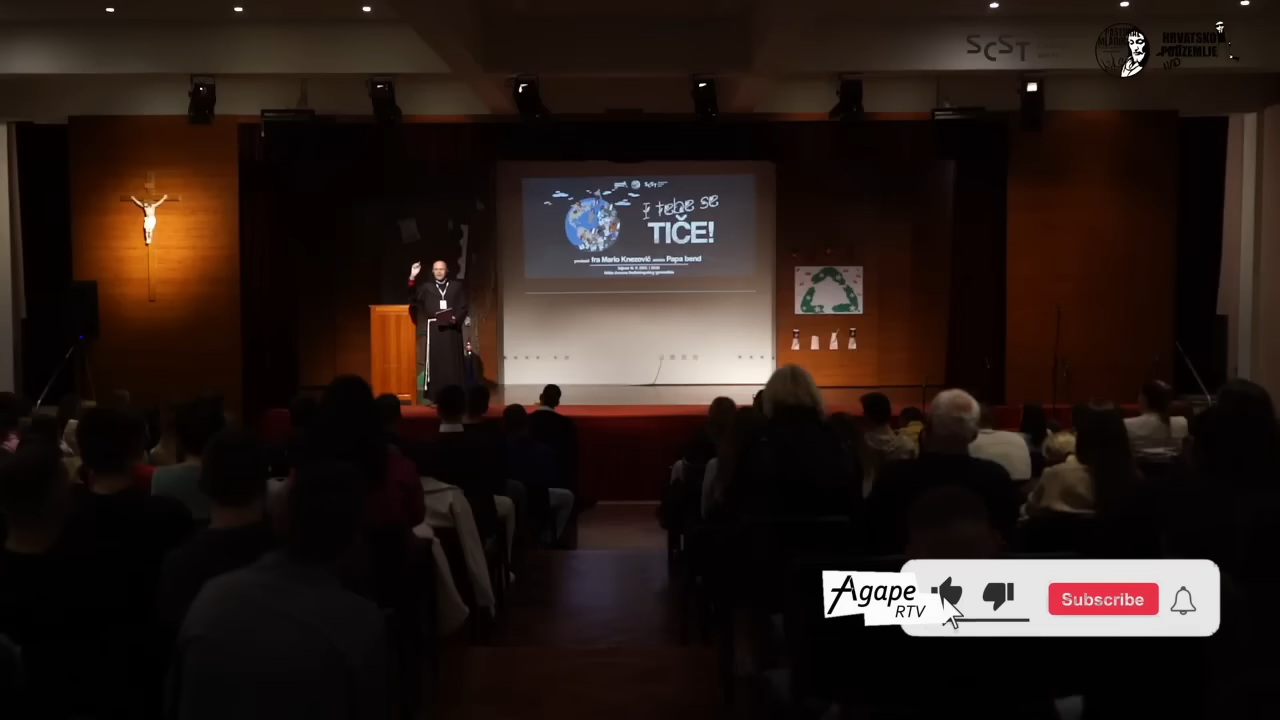 SCST
HRVATSKO
PODZEMLJE
I tebe se
TIČE!
fra Mario Knezović
Papa bend
Agape
RTV
Subscribe